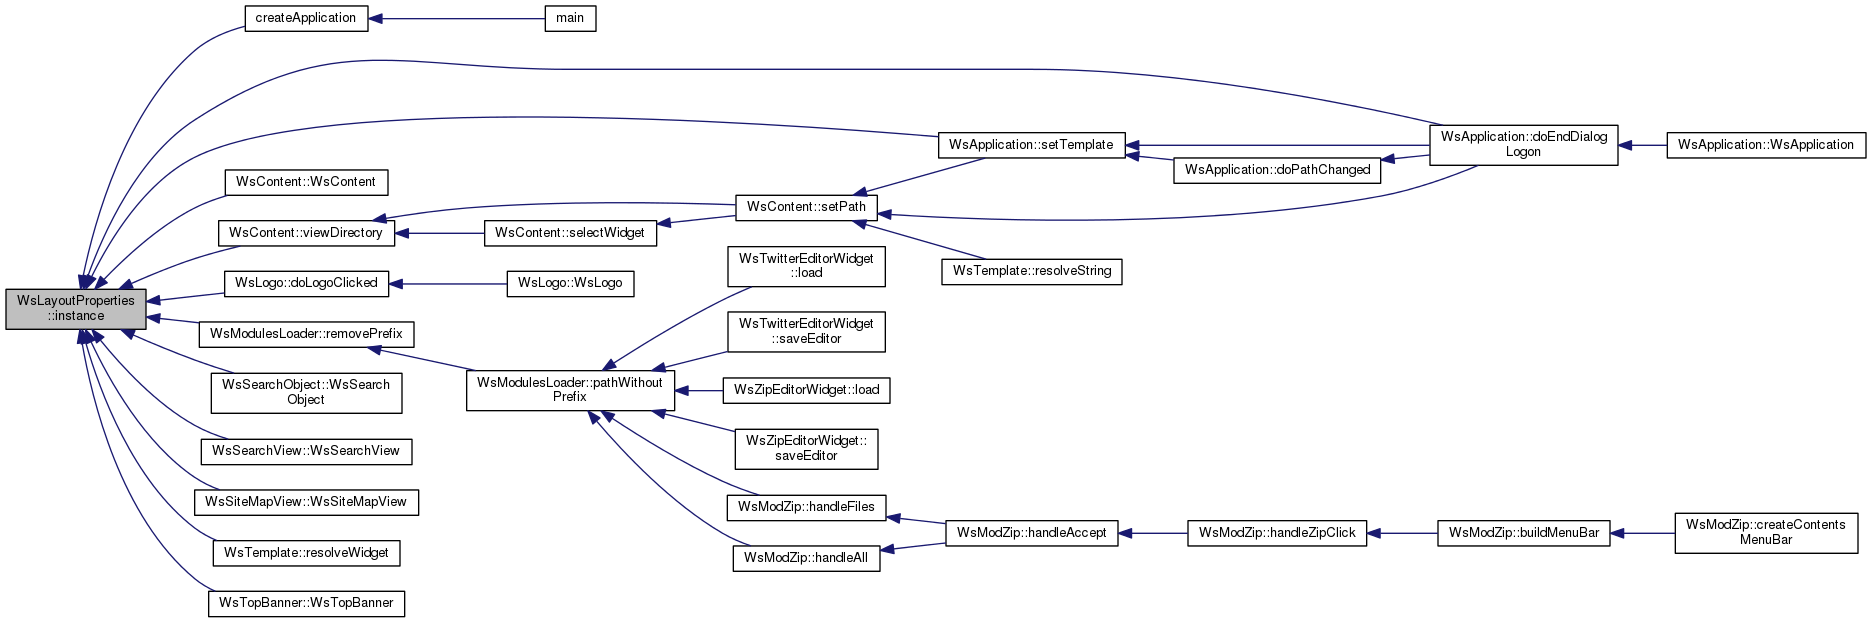 createApplication
main
WsApplication::doEndDialog
Logon
WsApplication::setTemplate
WsApplication::WsApplication
WsApplication::doPathChanged
WsContent::WsContent
WsContent::setPath
WsContent::viewDirectory
WsContent::selectWidget
WsTwitterEditorWidget
::load
WsTemplate::resolveString
WsLogo::doLogoClicked
WsLogo::WsLogo
WsLayoutProperties
::instance
WsTwitterEditorWidget
::saveEditor
WsModulesLoader::removePrefix
WsModulesLoader::pathWithout
Prefix
WsSearchObject::WsSearch
Object
WsZipEditorWidget::load
WsZipEditorWidget::
saveEditor
WsSearchView::WsSearchView
WsSiteMapView::WsSiteMapView
WsModZip::handleFiles
WsModZip::handleAccept
WsModZip::handleZipClick
WsModZip::buildMenuBar
WsModZip::createContents
MenuBar
WsTemplate::resolveWidget
WsModZip::handleAll
WsTopBanner::WsTopBanner